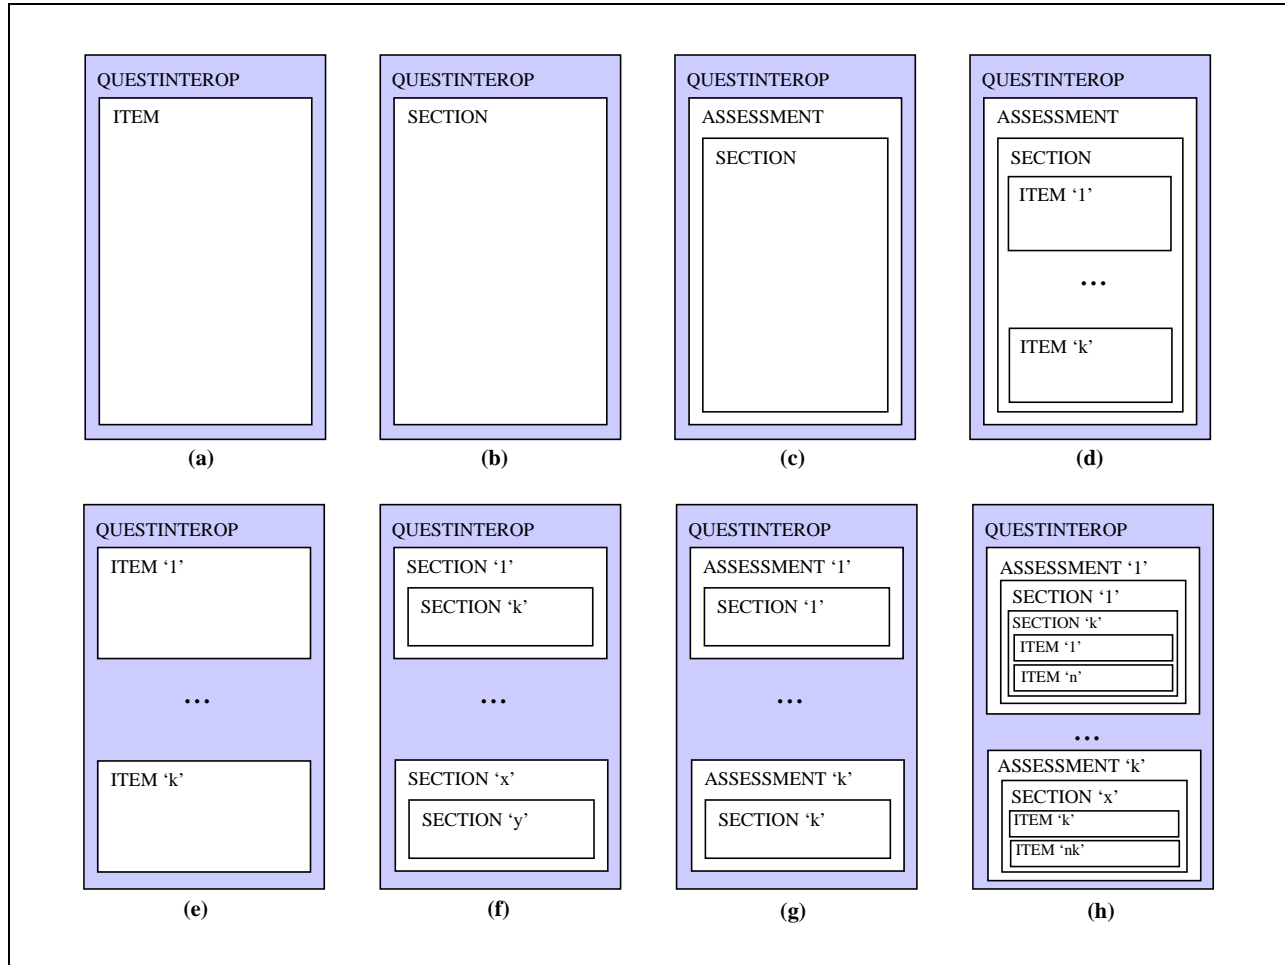 QUESTINTEROP
ITEM
(a)
QUESTINTEROP
SECTION
(b)
QUESTINTEROP
ASSESSMENT
SECTION
(c)
QUESTINTEROP
ASSESSMENT
SECTION
ITEM ‘1’
...
ITEM ‘k’
(d)
QUESTINTEROP
ITEM ‘1’
...
ITEM ‘k’
(e)
QUESTINTEROP
SECTION ‘1’
SECTION ‘k’
...
SECTION ‘x’
SECTION ‘y’
(f)
QUESTINTEROP
ASSESSMENT ‘1’
SECTION ‘1’
...
ASSESSMENT ‘k’
SECTION ‘k’
(g)
QUESTINTEROP
ASSESSMENT ‘1’
SECTION ‘1’
SECTION ‘k’
ITEM ‘1’
ITEM ‘n’
...
ASSESSMENT ‘k’
SECTION ‘x’
ITEM ‘k’
ITEM ‘nk’
(h)